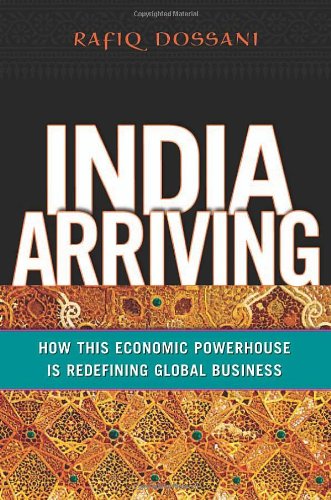 RAFIQ DOSSANI
INDIA
ARRIVING
HOW THIS ECONOMIC POWERHOUSE
IS REDEFINING GLOBAL BUSINESS